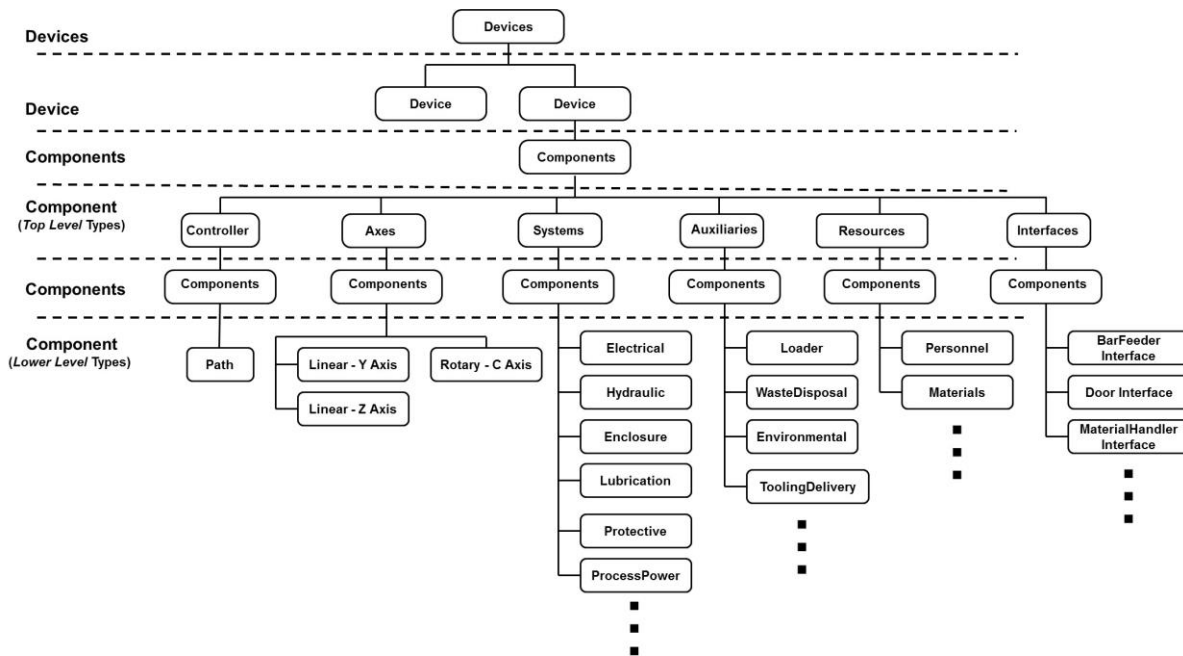 Devices
Devices
Device
Device
Device
Components
Components
Component
(Top Level Types)
Controller
Axes
Systems
Auxiliaries
Resources
Interfaces
Components
Components
Components
Components
Components
Components
Components
Component
(Lower Level Types)
Path
Linear - Y Axis
Linear - Z Axis
Rotary - C Axis
Electrical
Hydraulic
Enclosure
Lubrication
Protective
ProcessPower
Loader
WasteDisposal
Environmental
ToolingDelivery
Personnel
Materials
BarFeeder
Interface
Door Interface
MaterialHandler
Interface